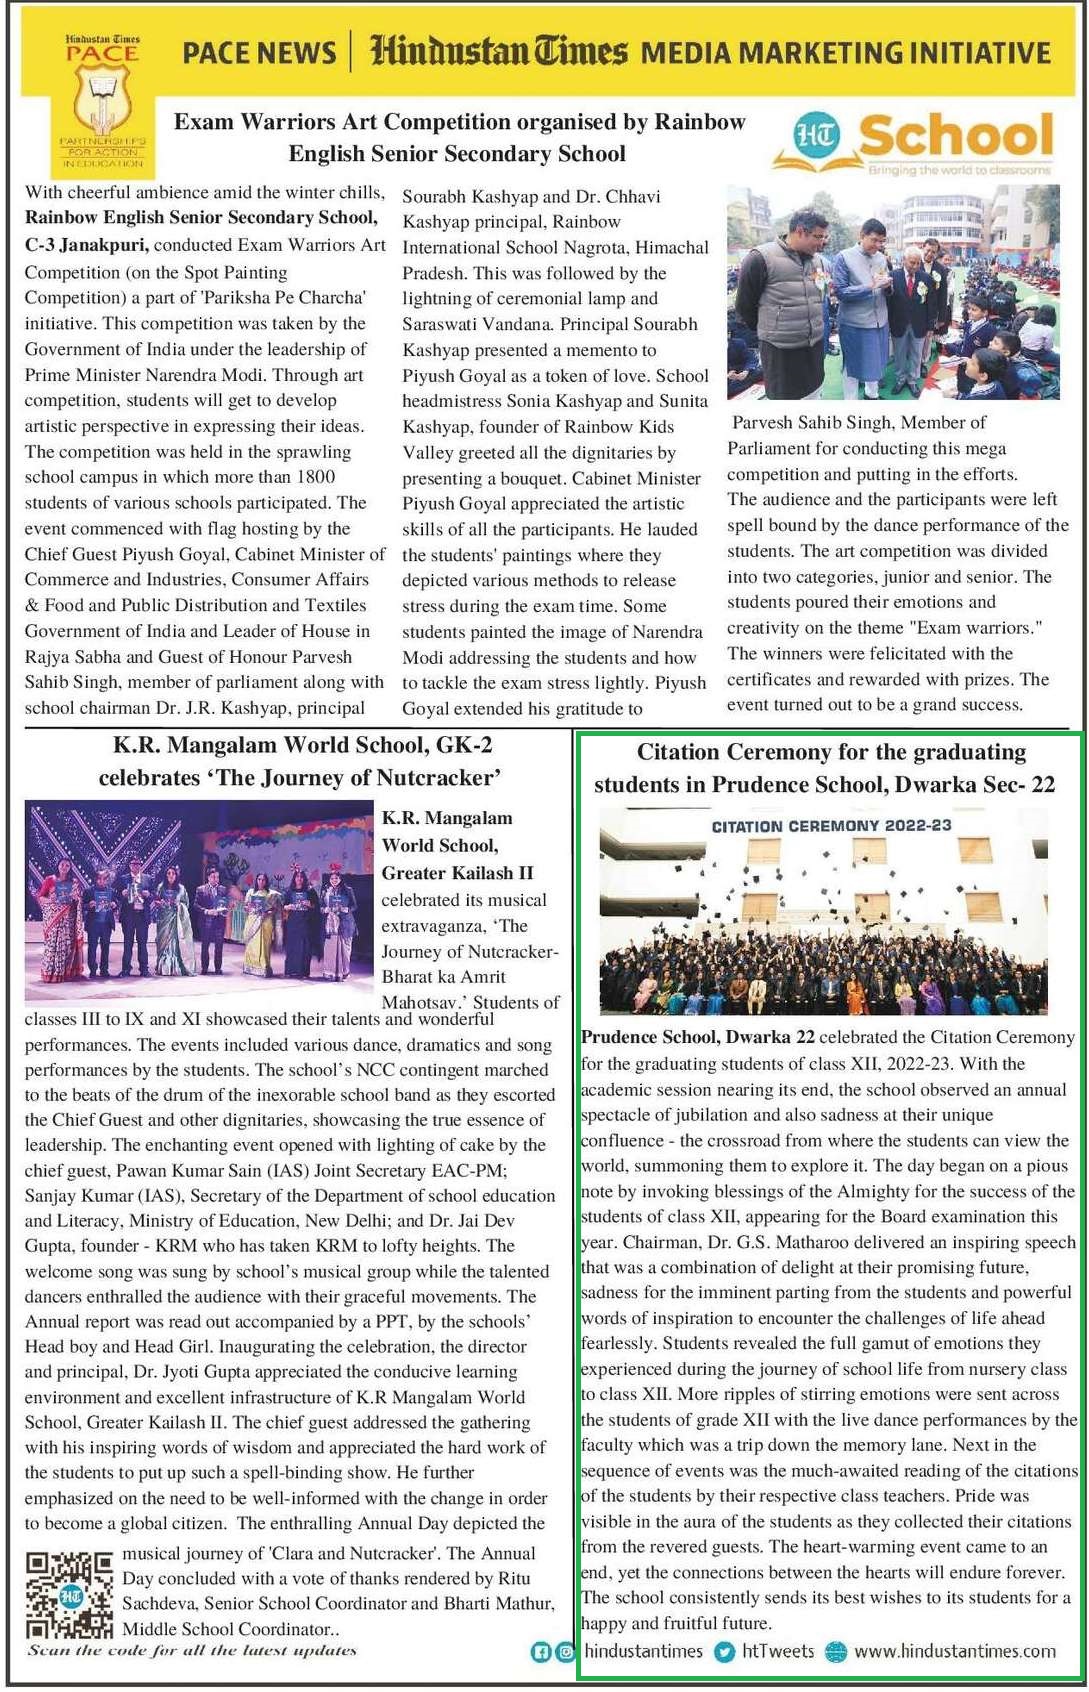 Hindustan Times
PACE
PARTNERSHIPS
FOR ACTION
IN EDUCATION
PACE NEWS | Hindustan Times MEDIA MARKETING INITIATIVE
Exam Warriors Art Competition organised by Rainbow
English Senior Secondary School
HT School
Bringing the world to classrooms
With cheerful ambience amid the winter chills,
Rainbow English Senior Secondary School,
C-3 Janakpuri, conducted Exam Warriors Art
Competition (on the Spot Painting
Competition) a part of 'Pariksha Pe Charcha'
initiative. This competition was taken by the
Government of India under the leadership of
Prime Minister Narendra Modi. Through art
competition, students will get to develop
artistic perspective in expressing their ideas.
The competition was held in the sprawling
school campus in which more than 1800
students of various schools participated. The
event commenced with flag hosting by the
Chief Guest Piyush Goyal, Cabinet Minister of
Commerce and Industries, Consumer Affairs
& Food and Public Distribution and Textiles
Government of India and Leader of House in
Rajya Sabha and Guest of Honour Parvesh
Sahib Singh, member of parliament along with
school chairman Dr. J.R. Kashyap, principal
Sourabh Kashyap and Dr. Chhavi
Kashyap principal, Rainbow
International School Nagrota, Himachal
Pradesh. This was followed by the
lightning of ceremonial lamp and
Saraswati Vandana. Principal Sourabh
Kashyap presented a memento to
Piyush Goyal as a token of love. School
headmistress Sonia Kashyap and Sunita
Kashyap, founder of Rainbow Kids
Valley greeted all the dignitaries by
presenting a bouquet. Cabinet Minister
Piyush Goyal appreciated the artistic
skills of all the participants. He lauded
the students' paintings where they
depicted various methods to release
stress during the exam time. Some
students painted the image of Narendra
Modi addressing the students and how
to tackle the exam stress lightly. Piyush
Goyal extended his gratitude to
Parvesh Sahib Singh, Member of
Parliament for conducting this mega
competition and putting in the efforts.
The audience and the participants were left
spell bound by the dance performance of the
students. The art competition was divided
into two categories, junior and senior. The
students poured their emotions and
creativity on the theme "Exam warriors."
The winners were felicitated with the
certificates and rewarded with prizes. The
event turned out to be a grand success.
K.R. Mangalam World School, GK-2
celebrates ‘The Journey of Nutcracker’
K.R. Mangalam
World School,
Greater Kailash II
celebrated its musical
extravaganza, ‘The
Journey of Nutcracker-
Bharat ka Amrit
Mahotsav.’ Students of
classes III to IX and XI showcased their talents and wonderful
performances. The events included various dance, dramatics and song
performances by the students. The school’s NCC contingent marched
to the beats of the drum of the inexorable school band as they escorted
the Chief Guest and other dignitaries, showcasing the true essence of
leadership. The enchanting event opened with lighting of cake by the
chief guest, Pawan Kumar Sain (IAS) Joint Secretary EAC-PM;
Sanjay Kumar (IAS), Secretary of the Department of school education
and Literacy, Ministry of Education, New Delhi; and Dr. Jai Dev
Gupta, founder - KRM who has taken KRM to lofty heights. The
welcome song was sung by school’s musical group while the talented
dancers enthralled the audience with their graceful movements. The
Annual report was read out accompanied by a PPT, by the schools’
Head boy and Head Girl. Inaugurating the celebration, the director
and principal, Dr. Jyoti Gupta appreciated the conducive learning
environment and excellent infrastructure of K.R Mangalam World
School, Greater Kailash II. The chief guest addressed the gathering
with his inspiring words of wisdom and appreciated the hard work of
the students to put up such a spell-binding show. He further
emphasized on the need to be well-informed with the change in order
to become a global citizen. The enthralling Annual Day depicted the
musical journey of 'Clara and Nutcracker'. The Annual
Day concluded with a vote of thanks rendered by Ritu
Sachdeva, Senior School Coordinator and Bharti Mathur,
Middle School Coordinator..
HT
Scan the code for all the latest updates
Citation Ceremony for the graduating
students in Prudence School, Dwarka Sec- 22
CITATION CEREMONY 2022-23
Prudence School, Dwarka 22 celebrated the Citation Ceremony
for the graduating students of class XII, 2022-23. With the
academic session nearing its end, the school observed an annual
spectacle of jubilation and also sadness at their unique
confluence - the crossroad from where the students can view the
world, summoning them to explore it. The day began on a pious
note by invoking blessings of the Almighty for the success of the
students of class XII, appearing for the Board examination this
year. Chairman, Dr. G.S. Matharoo delivered an inspiring speech
that was a combination of delight at their promising future,
sadness for the imminent parting from the students and powerful
words of inspiration to encounter the challenges of life ahead
fearlessly. Students revealed the full gamut of emotions they
experienced during the journey of school life from nursery class
to class XII. More ripples of stirring emotions were sent across
the students of grade XII with the live dance performances by the
faculty which was a trip down the memory lane. Next in the
sequence of events was the much-awaited reading of the citations
of the students by their respective class teachers. Pride was
visible in the aura of the students as they collected their citations
from the revered guests. The heart-warming event came to an
end, yet the connections between the hearts will endure forever.
The school consistently sends its best wishes to its students for a
happy and fruitful future.
hindustantimes htTweets www.hindustantimes.com